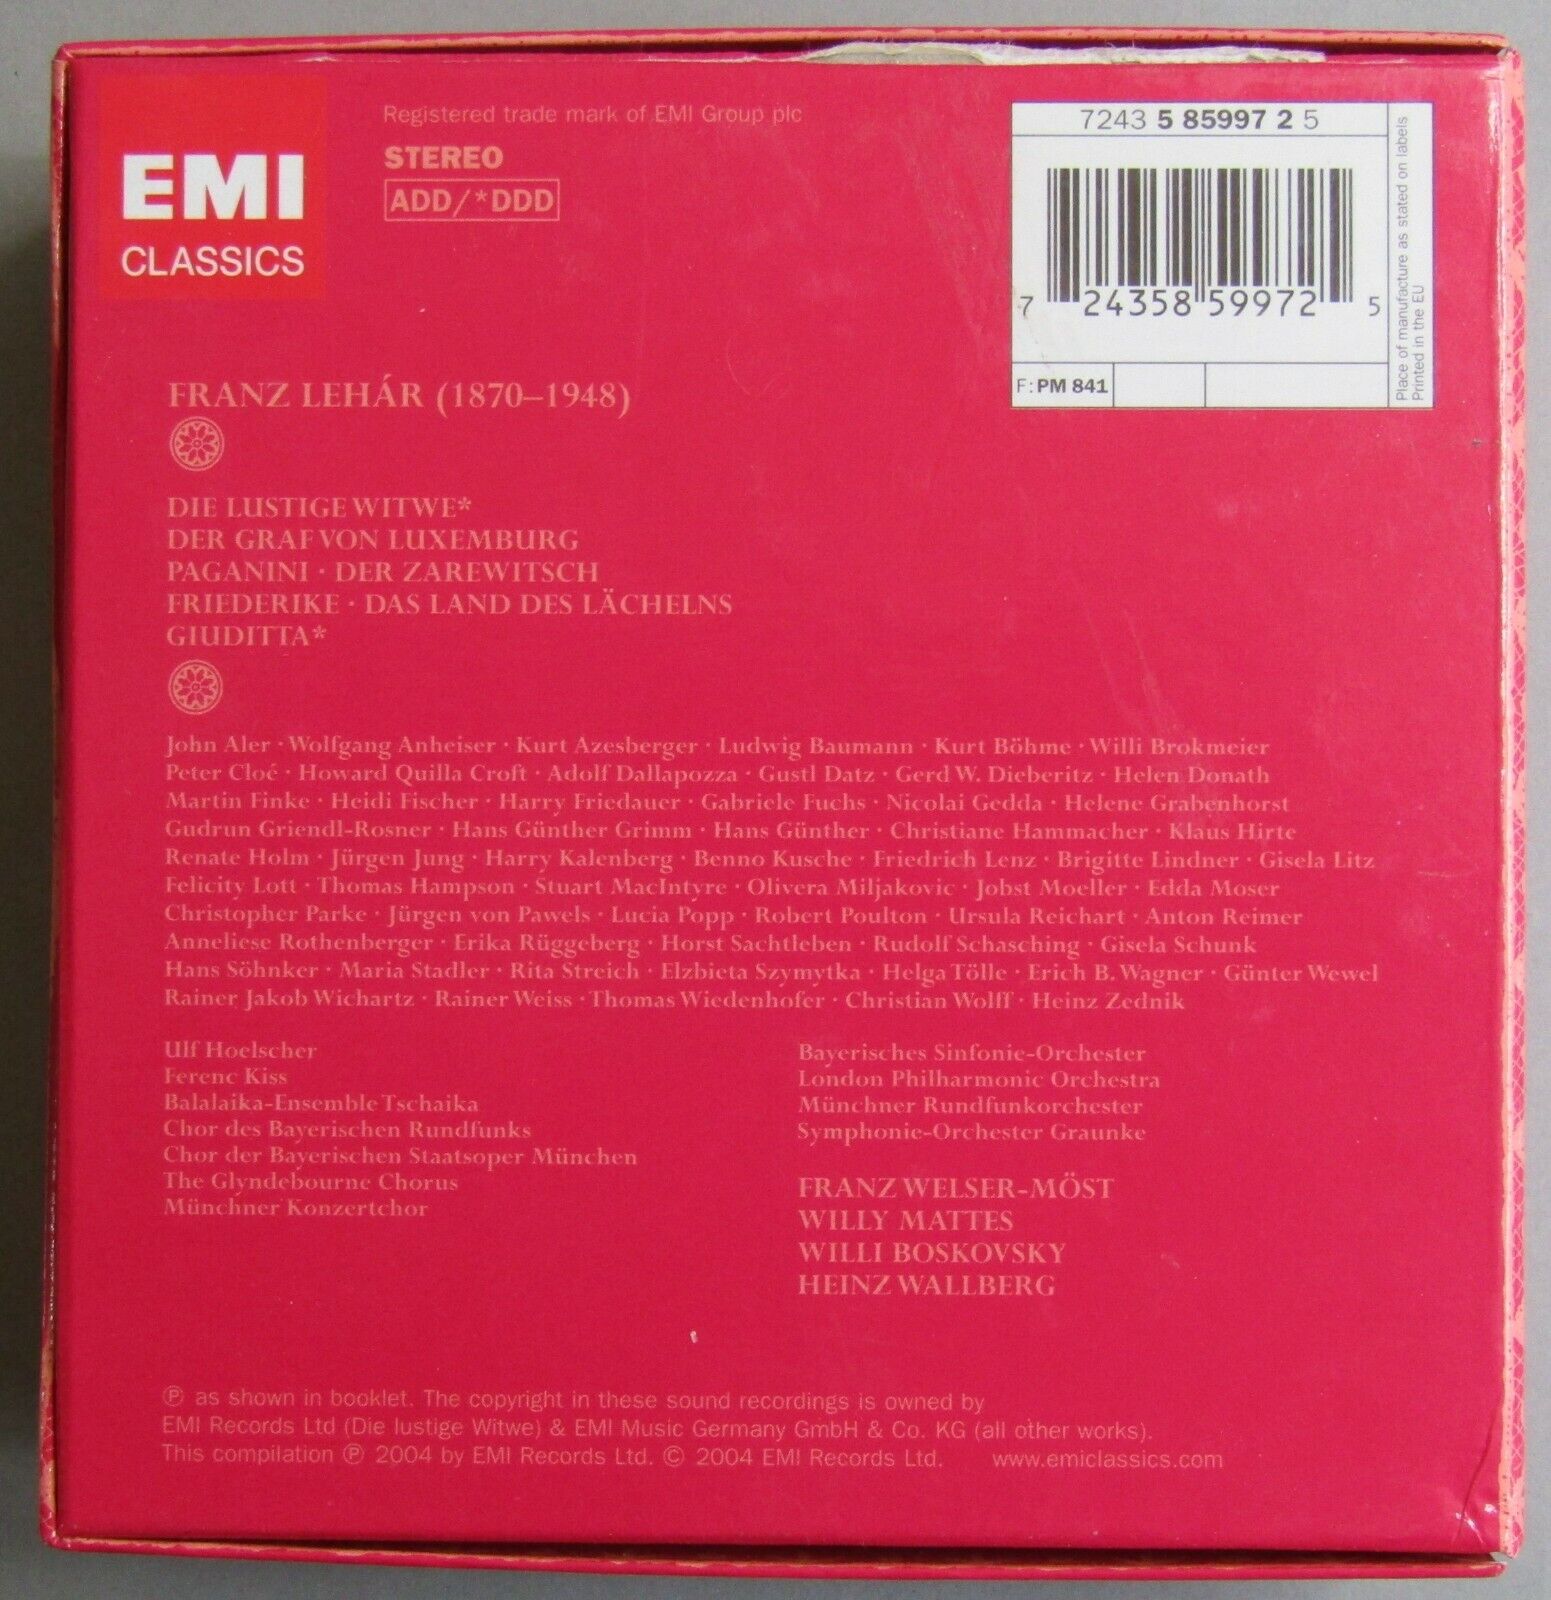 EMI
CLASSICS
Registered trade mark of EMI Group plc
STEREO
ADD/*DDD
7243 5 85997 2 5
7 24358 59972 5
F: PM 841
Place of manufacture as stated on labels
Printed in the EU
FRANZ LEHÁR (1870–1948)
DIE LUSTIGE WITWE*
DER GRAF VON LUXEMBURG
PAGANINI · DER ZAREWITSCH
FRIEDERIKE · DAS LAND DES LÄCHELNS
GIUDITTA*
John Aler · Wolfgang Anheiser · Kurt Azesberger · Ludwig Baumann · Kurt Böhme · Willi Brokmeier
Peter Cloé · Howard Quilla Croft · Adolf Dallapozza · Gustl Datz · Gerd W. Dieberitz · Helen Donath
Martin Finke · Heidi Fischer · Harry Friedauer · Gabriele Fuchs · Nicolai Gedda · Helene Grabenhorst
Gudrun Griendl-Rosner · Hans Günther Grimm · Hans Günther · Christiane Hammacher · Klaus Hirte
Renate Holm · Jürgen Jung · Harry Kalenberg · Benno Kusche · Friedrich Lenz · Brigitte Lindner · Gisela Litz
Felicity Lott · Thomas Hampson · Stuart MacIntyre · Olivera Miljakovic · Jobst Moeller · Edda Moser
Christopher Parke · Jürgen von Pawels · Lucia Popp · Robert Poulton · Ursula Reichart · Anton Reimer
Anneliese Rothenberger · Erika Rüggeberg · Horst Sachtleben · Rudolf Schasching · Gisela Schunk
Hans Söhnker · Maria Stadler · Rita Streich · Elzbieta Szymytka · Helga Tölle · Erich B. Wagner · Günter Wewel
Rainer Jakob Wichartz · Rainer Weiss · Thomas Wiedenhofer · Christian Wolff · Heinz Zednik
Ulf Hoelscher
Ferenc Kiss
Balalaika-Ensemble Tschaika
Chor des Bayerischen Rundfunks
Chor der Bayerischen Staatsoper München
The Glyndebourne Chorus
Münchner Konzertchor
Bayerisches Sinfonie-Orchester
London Philharmonic Orchestra
Münchner Rundfunkorchester
Symphonie-Orchester Graunke
FRANZ WELSER-MÖST
WILLY MATTES
WILLI BOSKOVSKY
HEINZ WALLBERG
℗ as shown in booklet. The copyright in these sound recordings is owned by
EMI Records Ltd (Die lustige Witwe) & EMI Music Germany GmbH & Co. KG (all other works).
This compilation ℗ 2004 by EMI Records Ltd. © 2004 EMI Records Ltd. www.emiclassics.com